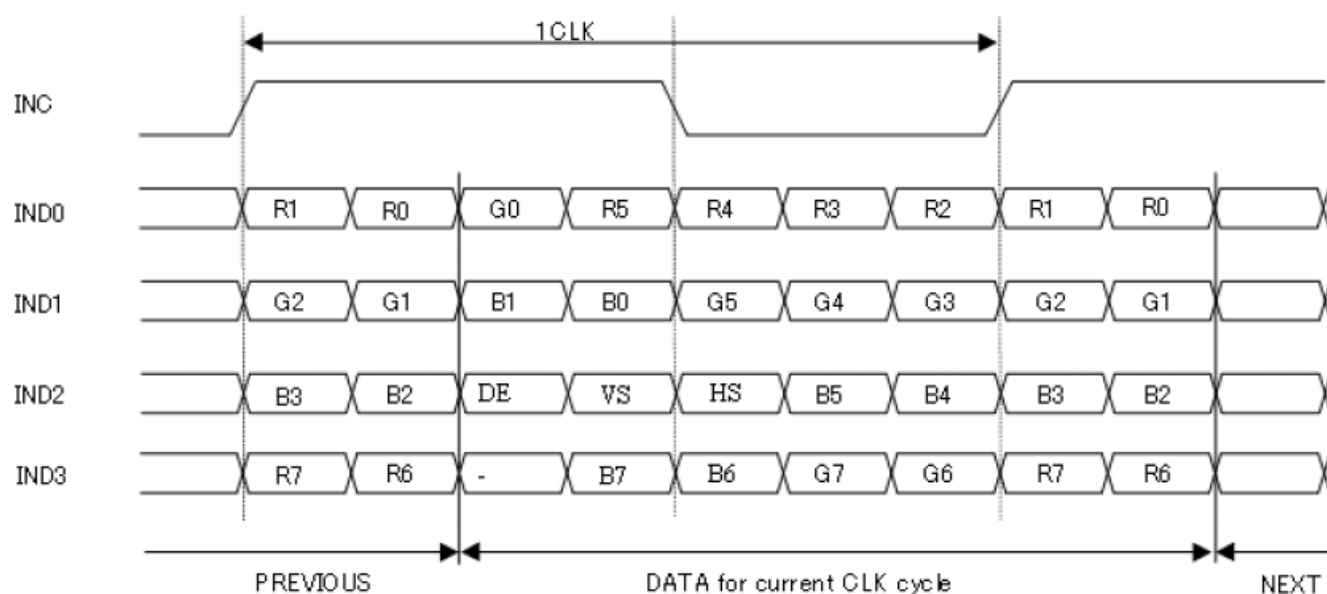 1CLK
INC
IND0 R1 R0 G0 R5 R4 R3 R2 R1 R0
IND1 G2 G1 B1 B0 G5 G4 G3 G2 G1
IND2 B3 B2 DE VS HS B5 B4 B3 B2
IND3 R7 R6 - B7 B6 G7 G6 R7 R6
PREVIOUS DATA for current CLK cycle NEXT